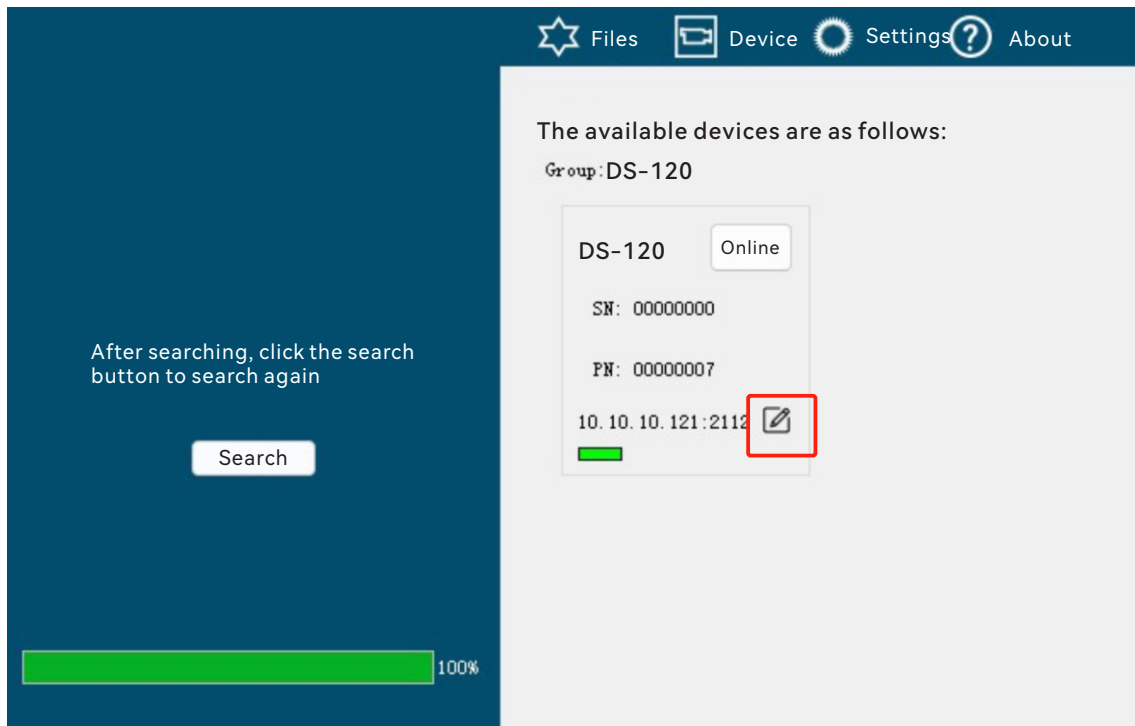 Files Device Settings ? About
The available devices are as follows:
Group:DS-120
DS-120 Online
SN: 00000000
PN: 00000007
10.10.10.121:2112
After searching, click the search
button to search again
Search
100%